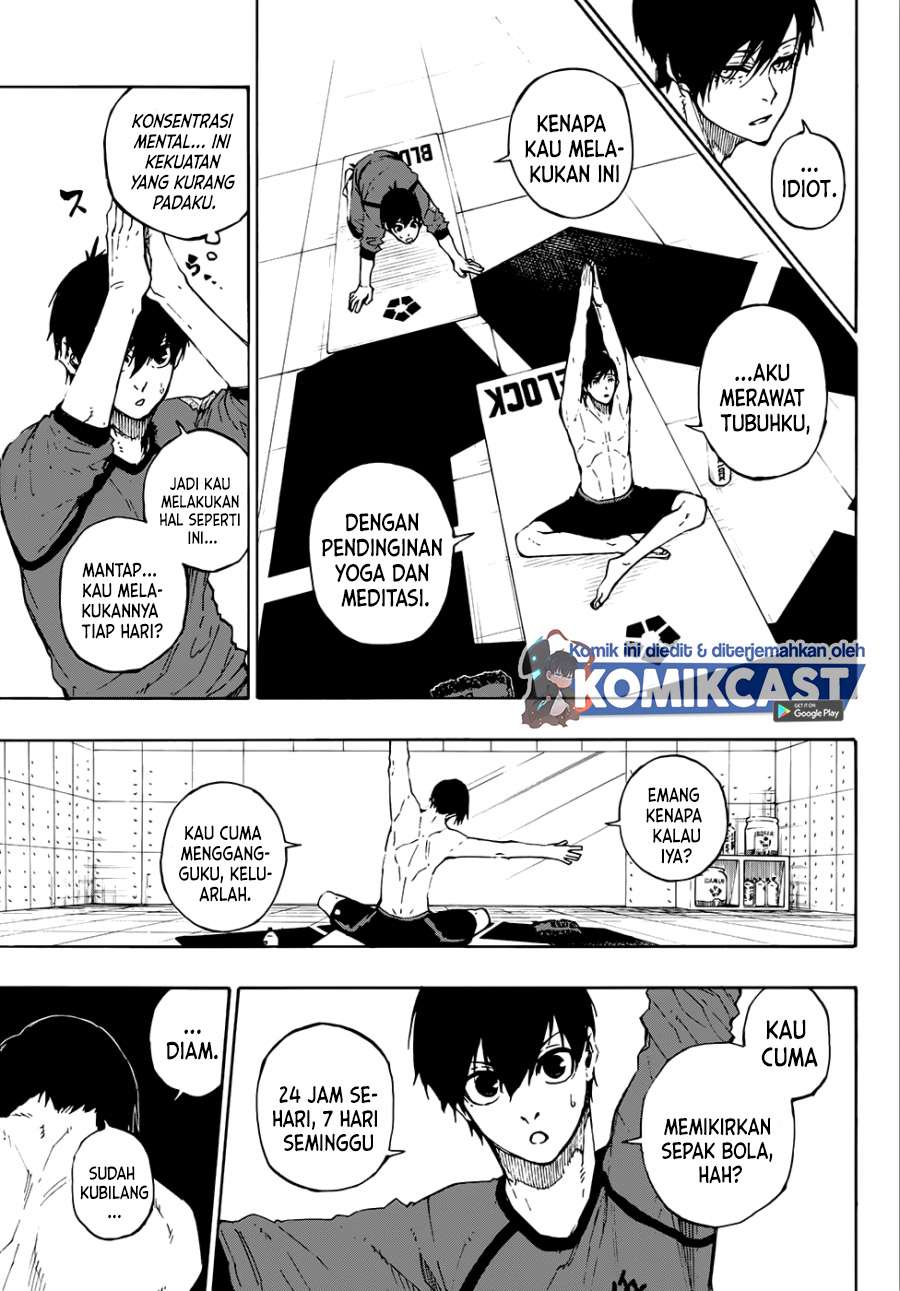 ...
IDIOT.
KENAPA
KAU MELA-
KUKAN INI
BLO
...AKU
MERAWAT
TUBUHKU,
ELOCK
DENGAN
PENDINGINAN
YOGA DAN
MEDITASI.
KONSENTRASI
MENTAL... INI
KEKUATAN
YANG KURANG
PADAKU.
ス
JADI KAU
MELAKUKAN
HAL SEPERTI
INI...
MANTAP...
KAU MELA-
KUKANNYA
TIAP HARI?
Komik ini diedit & diterjemahkan oleh
KOMIKCAST
GET IT ON
Google Play
EMANG
KENAPA
KALAU
IYA?
KAU CUMA
MENGGANG-
GUKU, KELU-
ARLAH.
KAU
CUMA
MEMIKIRKAN
SEPAK BOLA,
HAH?
24 JAM SE-
HARI, 7 HARI
SEMINGGU
...
DIAM.
SUDAH
KUBILANG
...